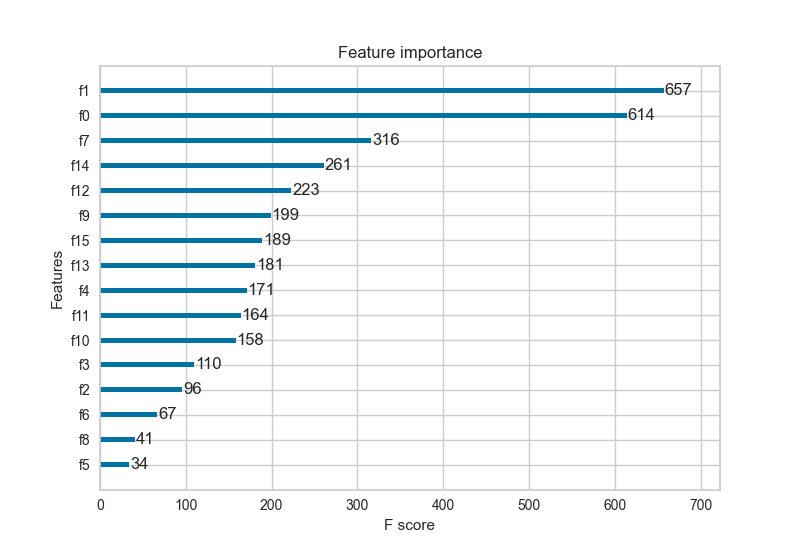 Feature importance
f1 657
f0 614
f7 316
f14 261
f12 223
f9 199
f15 189
f13 181
f4 171
f11 164
f10 158
f3 110
f2 96
f6 67
f8 41
f5 34
Features
0 100 200 300 400 500 600 700
F score